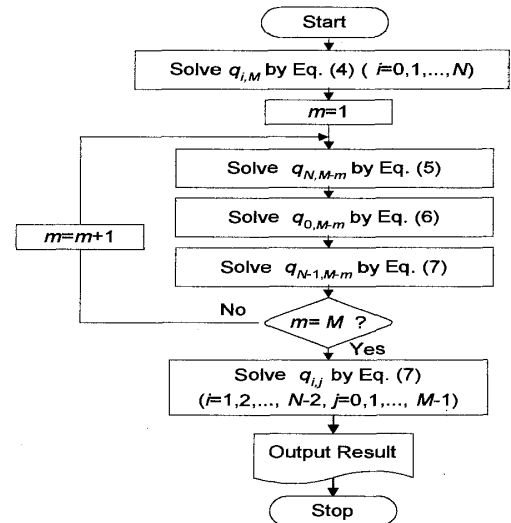 Start
Solve q_{i,M} by Eq. (4) ( i=0,1,...,N)
m=1
Solve q_{N,M-m} by Eq. (5)
Solve q_{0,M-m} by Eq. (6)
m=m+1
Solve q_{N-1,M-m} by Eq. (7)
No
m= M ?
Yes
Solve q_{i,j} by Eq. (7)
(i=1,2,..., N-2, j=0,1,..., M-1)
Output Result
Stop